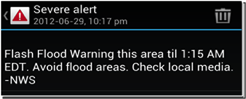 Severe alert
2012-06-29, 10:17 pm
Flash Flood Warning this area til 1:15 AM
EDT. Avoid flood areas. Check local media.
-NWS